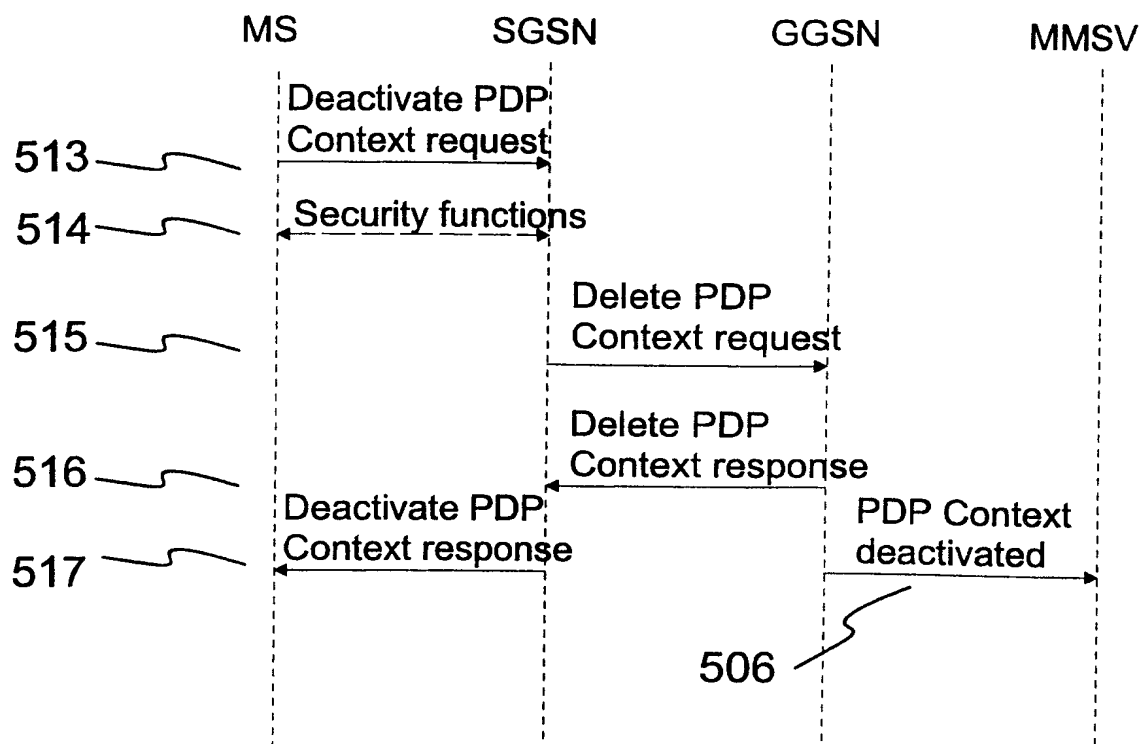 MS SGSN GGSN MMSV
Deactivate PDP
Context request
513
Security functions
514
Delete PDP
Context request
515
Delete PDP
Context response
516
Deactivate PDP
Context response
517
PDP Context
deactivated
506